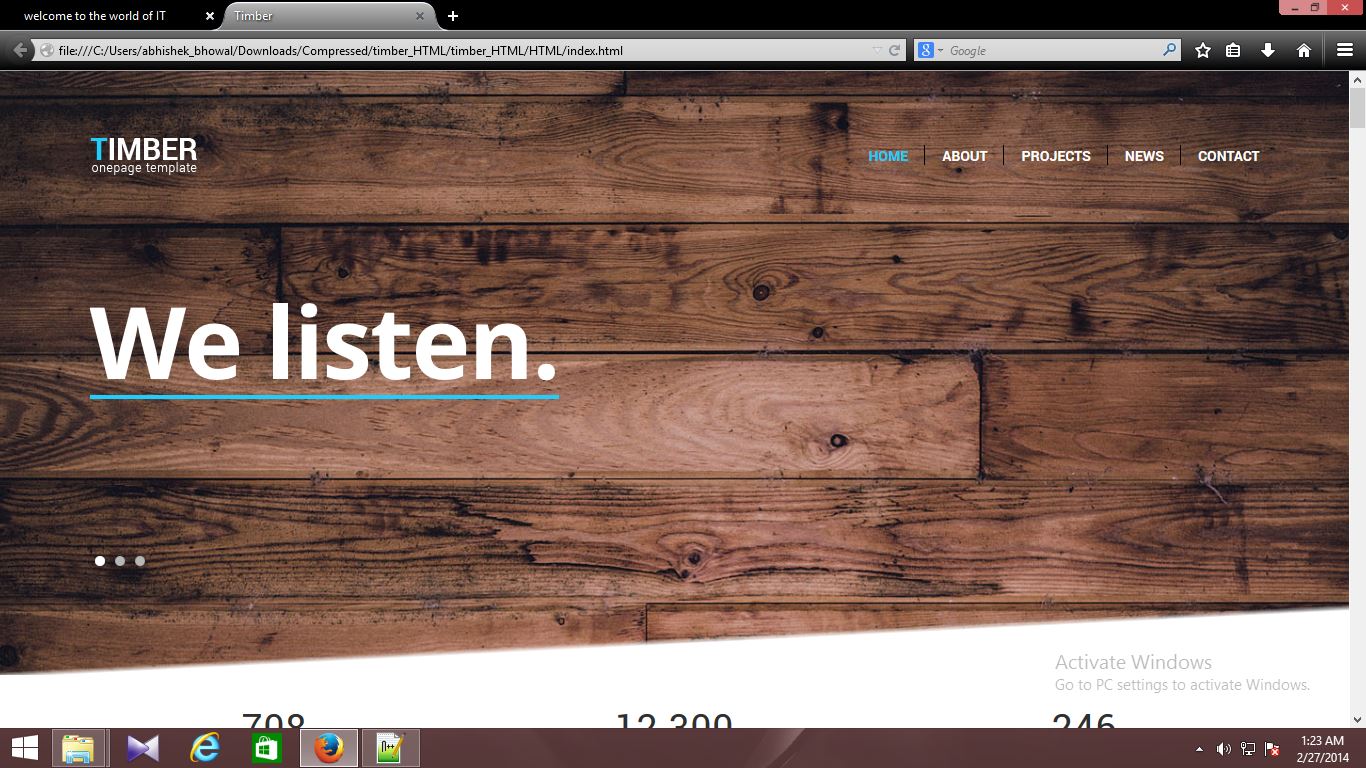 welcome to the world of IT
Timber
file:///C:/Users/abhishek_bhowal/Downloads/Compressed/timber_HTML/timber_HTML/HTML/index.html
Google
TIMBER
onepage template
HOME
ABOUT
PROJECTS
NEWS
CONTACT
We listen.
Activate Windows
Go to PC settings to activate Windows.
708
12,300
246
1:23 AM
2/27/2014